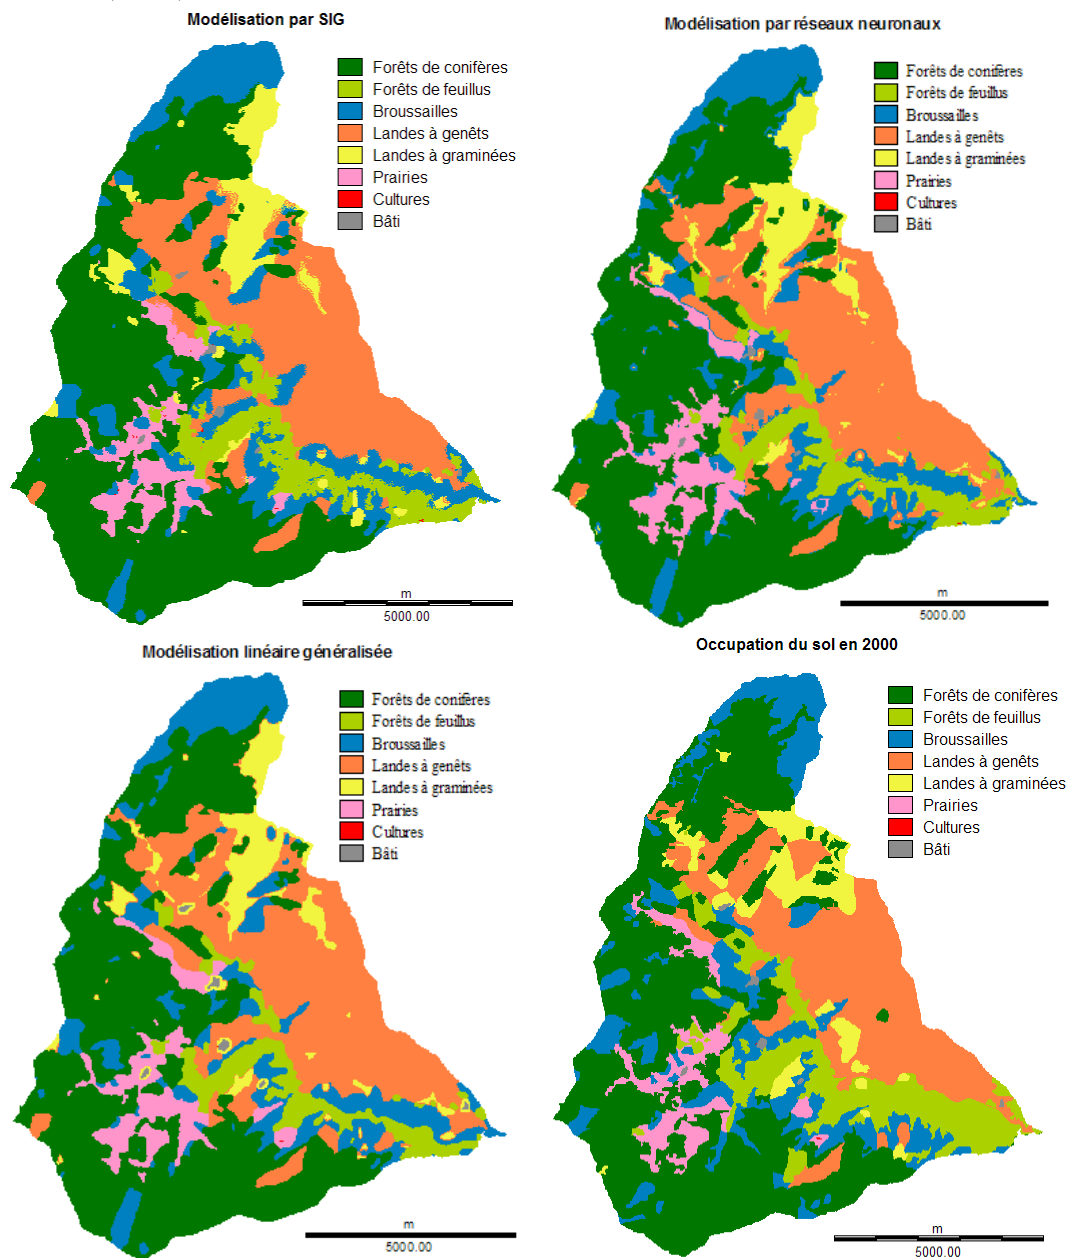 Modélisation par SIG
Forêts de conifères
Forêts de feuillus
Broussailles
Landes à genêts
Landes à graminées
Prairies
Cultures
Bâti
m
5000.00
Modélisation par réseaux neuronaux
Forêts de conifères
Forêts de feuillus
Broussailles
Landes à genêts
Landes à graminées
Prairies
Cultures
Bâti
m
5000.00
Modélisation linéaire généralisée
Forêts de conifères
Forêts de feuillus
Broussailles
Landes à genêts
Landes à graminées
Prairies
Cultures
Bâti
m
5000.00
Occupation du sol en 2000
Forêts de conifères
Forêts de feuillus
Broussailles
Landes à genêts
Landes à graminées
Prairies
Cultures
Bâti
m
5000.00